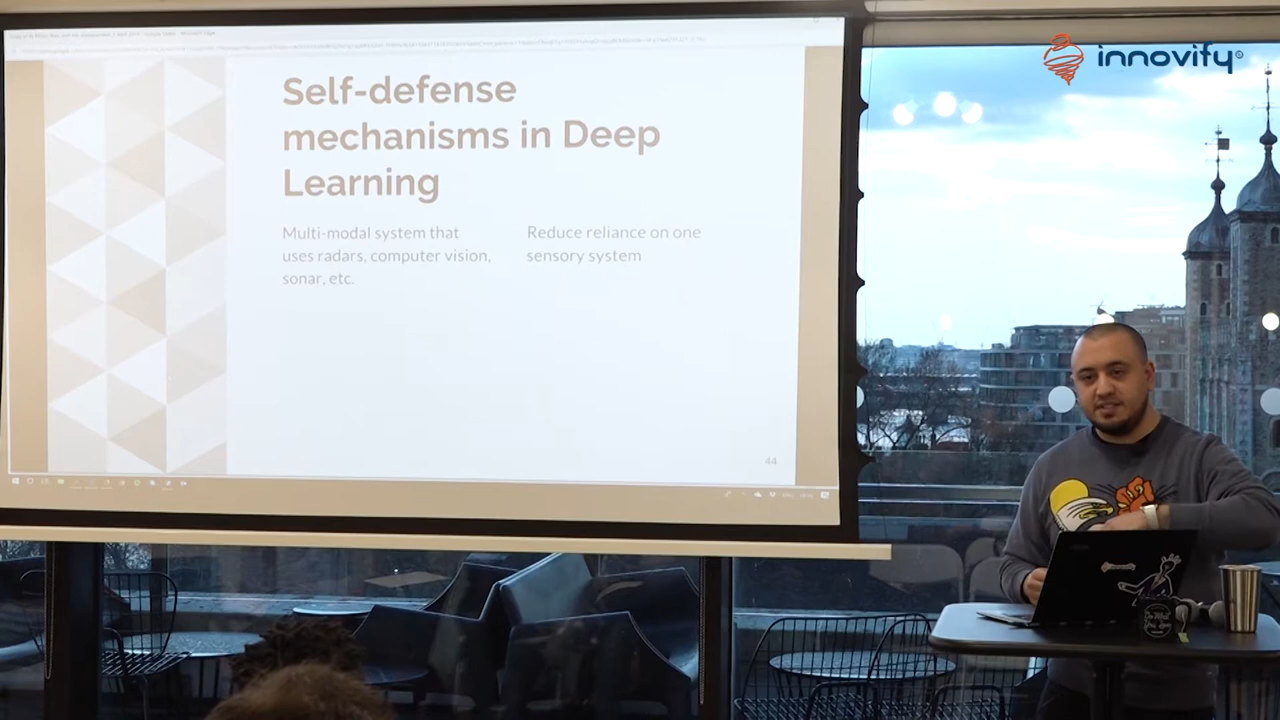 innovify
Self-defense
mechanisms in Deep
Learning
Multi-modal system that
uses radars, computer vision,
sonar, etc.
Reduce reliance on one
sensory system
44